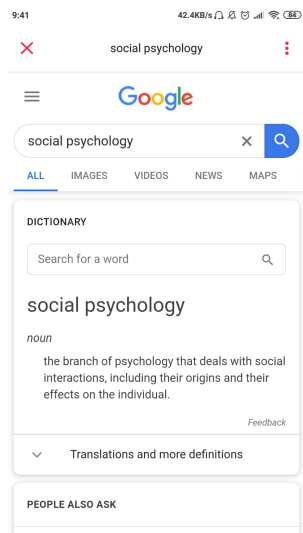 9:41 42.4KB/s 84
social psychology
Google
social psychology
ALL IMAGES VIDEOS NEWS MAPS
DICTIONARY
Search for a word
social psychology
noun
the branch of psychology that deals with social
interactions, including their origins and their
effects on the individual.
Feedback
Translations and more definitions
PEOPLE ALSO ASK